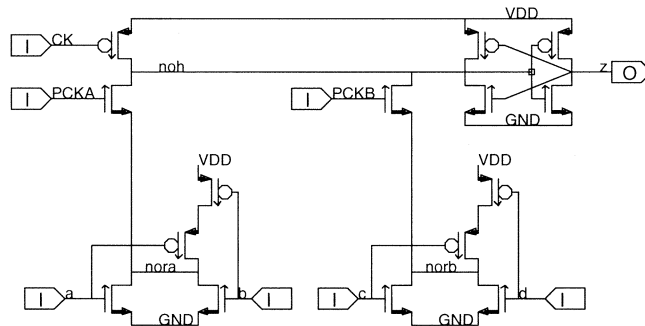 VDD
I CK
noh
z O
I PCKA
I PCKB
GND
VDD
VDD
nora
norb
I a
b I
I c
d I
GND
GND